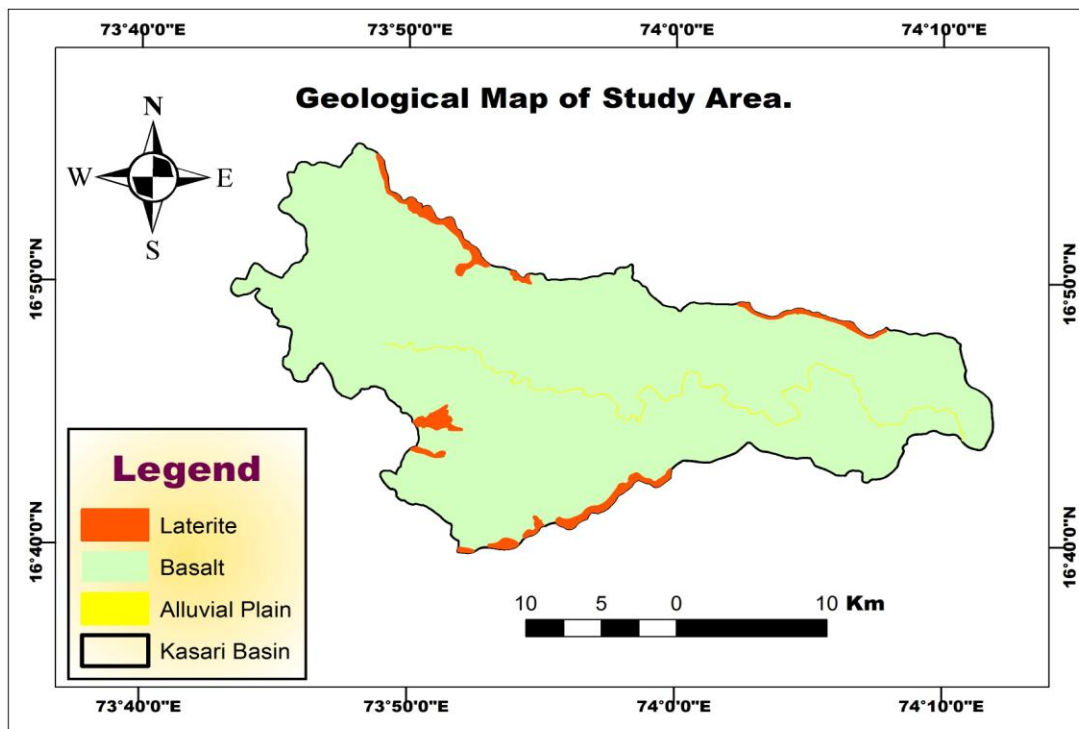 73°40'0"E 73°50'0"E 74°0'0"E 74°10'0"E
Geological Map of Study Area.
N
W E
S
16°50'0"N 16°50'0"N
16°40'0"N 16°40'0"N
Legend
Laterite
Basalt
Alluvial Plain
Kasari Basin
10 5 0 10 Km
73°40'0"E 73°50'0"E 74°0'0"E 74°10'0"E